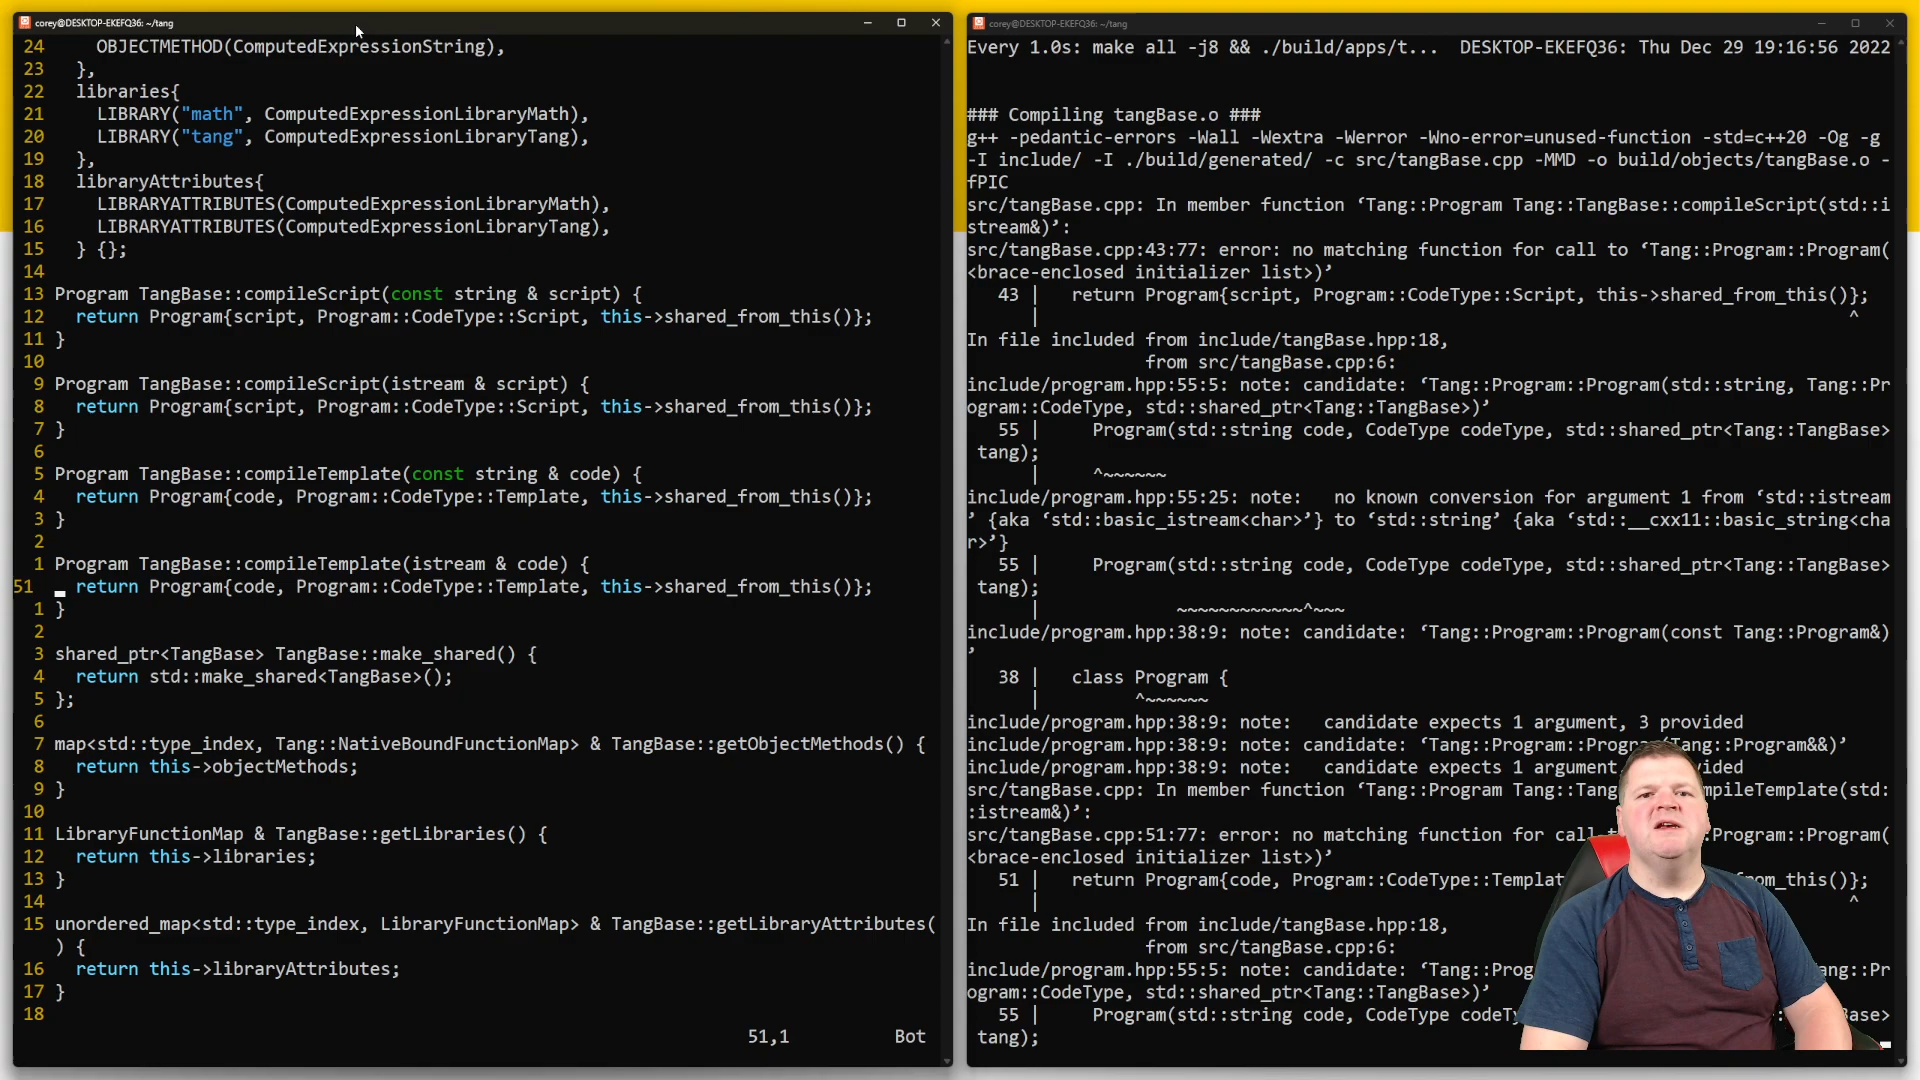 corey@DESKTOP-EKEFQ36: ~/tang
24 OBJECTMETHOD(ComputedExpressionString),
23 },
22 libraries{
21 LIBRARY("math", ComputedExpressionLibraryMath),
20 LIBRARY("tang", ComputedExpressionLibraryTang),
19 },
18 libraryAttributes{
17 LIBRARYATTRIBUTES(ComputedExpressionLibraryMath),
16 LIBRARYATTRIBUTES(ComputedExpressionLibraryTang),
15 } {};
14
13 Program TangBase::compileScript(const string & script) {
12 return Program{script, Program::CodeType::Script, this->shared_from_this()};
11 }
10
9 Program TangBase::compileScript(istream & script) {
8 return Program{script, Program::CodeType::Script, this->shared_from_this()};
7 }
6
5 Program TangBase::compileTemplate(const string & code) {
4 return Program{code, Program::CodeType::Template, this->shared_from_this()};
3 }
2
1 Program TangBase::compileTemplate(istream & code) {
51 return Program{code, Program::CodeType::Template, this->shared_from_this()};
1 }
2
3 shared_ptr<TangBase> TangBase::make_shared() {
4 return std::make_shared<TangBase>();
5 };
6
7 map<std::type_index, Tang::NativeBoundFunctionMap> & TangBase::getObjectMethods() {
8 return this->objectMethods;
9 }
10
11 LibraryFunctionMap & TangBase::getLibraries() {
12 return this->libraries;
13 }
14
15 unordered_map<std::type_index, LibraryFunctionMap> & TangBase::getLibraryAttributes(
) {
16 return this->libraryAttributes;
17 }
18
51,1 Bot
corey@DESKTOP-EKEFQ36: ~/tang
Every 1.0s: make all -j8 && ./build/apps/t... DESKTOP-EKEFQ36: Thu Dec 29 19:16:56 2022
### Compiling tangBase.o ###
g++ -pedantic-errors -Wall -Wextra -Werror -Wno-error=unused-function -std=c++20 -Og -g
-I include/ -I ./build/generated/ -c src/tangBase.cpp -MMD -o build/objects/tangBase.o -
fPIC
src/tangBase.cpp: In member function ‘Tang::Program Tang::TangBase::compileScript(std::i
stream&)’:
src/tangBase.cpp:43:77: error: no matching function for call to ‘Tang::Program::Program(
<brace-enclosed initializer list>)’
43 | return Program{script, Program::CodeType::Script, this->shared_from_this()};
| ^
In file included from include/tangBase.hpp:18,
from src/tangBase.cpp:6:
include/program.hpp:55:5: note: candidate: ‘Tang::Program::Program(std::string, Tang::Pr
ogram::CodeType, std::shared_ptr<Tang::TangBase>)’
55 | Program(std::string code, CodeType codeType, std::shared_ptr<Tang::TangBase>
tang);
| ^~~~~~~
include/program.hpp:55:25: note: no known conversion for argument 1 from ‘std::istream
’ {aka ‘std::basic_istream<char>’} to ‘std::string’ {aka ‘std::__cxx11::basic_string<cha
r>’}
55 | Program(std::string code, CodeType codeType, std::shared_ptr<Tang::TangBase>
tang);
| ~~~~~~~~~~~~^~~~
include/program.hpp:38:9: note: candidate: ‘Tang::Program::Program(const Tang::Program&)
’
38 | class Program {
| ^~~~~~~
include/program.hpp:38:9: note: candidate expects 1 argument, 3 provided
include/program.hpp:38:9: note: candidate: ‘Tang::Program::Program(Tang::Program&&)’
include/program.hpp:38:9: note: candidate expects 1 argument, vided
src/tangBase.cpp: In member function ‘Tang::Program Tang::Tang mpileTemplate(std:
:istream&)’:
src/tangBase.cpp:51:77: error: no matching function for call Program::Program(
<brace-enclosed initializer list>)’
51 | return Program{code, Program::CodeType::Templat om_this()};
| ^
In file included from include/tangBase.hpp:18,
from src/tangBase.cpp:6:
include/program.hpp:55:5: note: candidate: ‘Tang::Prog ang::Pr
ogram::CodeType, std::shared_ptr<Tang::TangBase>)’
55 | Program(std::string code, CodeType codeT Base>
tang);